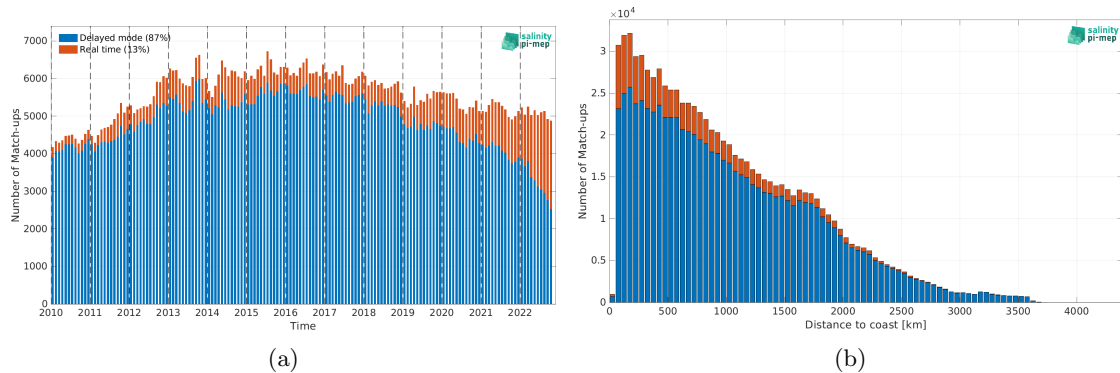 Delayed mode (87%)
Real time (13%)
salinity
pi-mep
7000
6000
5000
4000
3000
2000
1000
0
Number of Match-ups
2010 2011 2012 2013 2014 2015 2016 2017 2018 2019 2020 2021 2022
Time
(a)
×10⁴
salinity
pi-mep
3
2.5
2
1.5
1
0.5
0
Number of Match-ups
0 500 1000 1500 2000 2500 3000 3500 4000
Distance to coast [km]
(b)